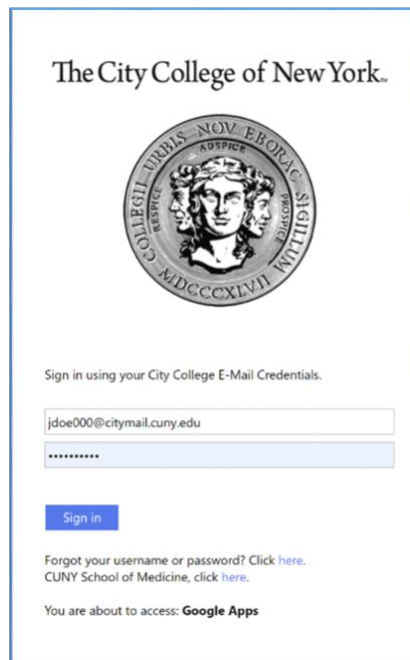 The City College of New York™
COLLEGII URBIS NOV EBORAC SIGILLUM
MDCCCXLVII
RESPICE ADSPICE PROSPICE
Sign in using your City College E-Mail Credentials.
jdoe000@citymail.cuny.edu
••••••••••
Sign in
Forgot your username or password? Click here.
CUNY School of Medicine, click here.
You are about to access: Google Apps